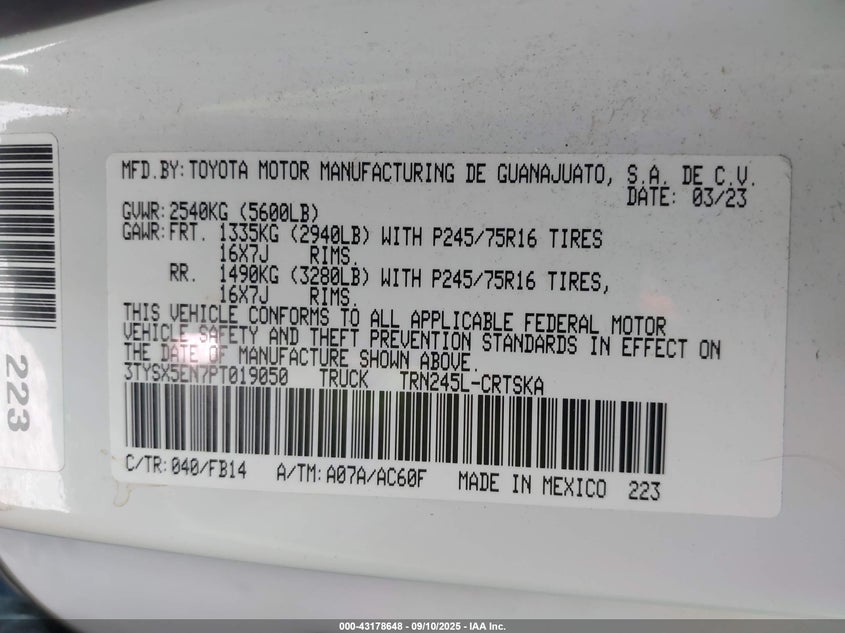 MFD.BY: TOYOTA MOTOR MANUFACTURING DE GUANAJUATO, S.A. DE C.V.
DATE: 03/23
GVWR: 2540KG (5600LB)
GAWR: FRT. 1335KG (2940LB) WITH P245/75R16 TIRES
16X7J RIMS.
RR. 1490KG (3280LB) WITH P245/75R16 TIRES,
16X7J RIMS.
THIS VEHICLE CONFORMS TO ALL APPLICABLE FEDERAL MOTOR
VEHICLE SAFETY AND THEFT PREVENTION STANDARDS IN EFFECT ON
THE DATE OF MANUFACTURE SHOWN ABOVE.
3TYSX5EN7PT019050 TRUCK TRN245L-CRTSKA
C/TR: 040/FB14 A/TM: A07A/AC60F MADE IN MEXICO 223
223
000-43178648 - 09/10/2025 - IAA Inc.